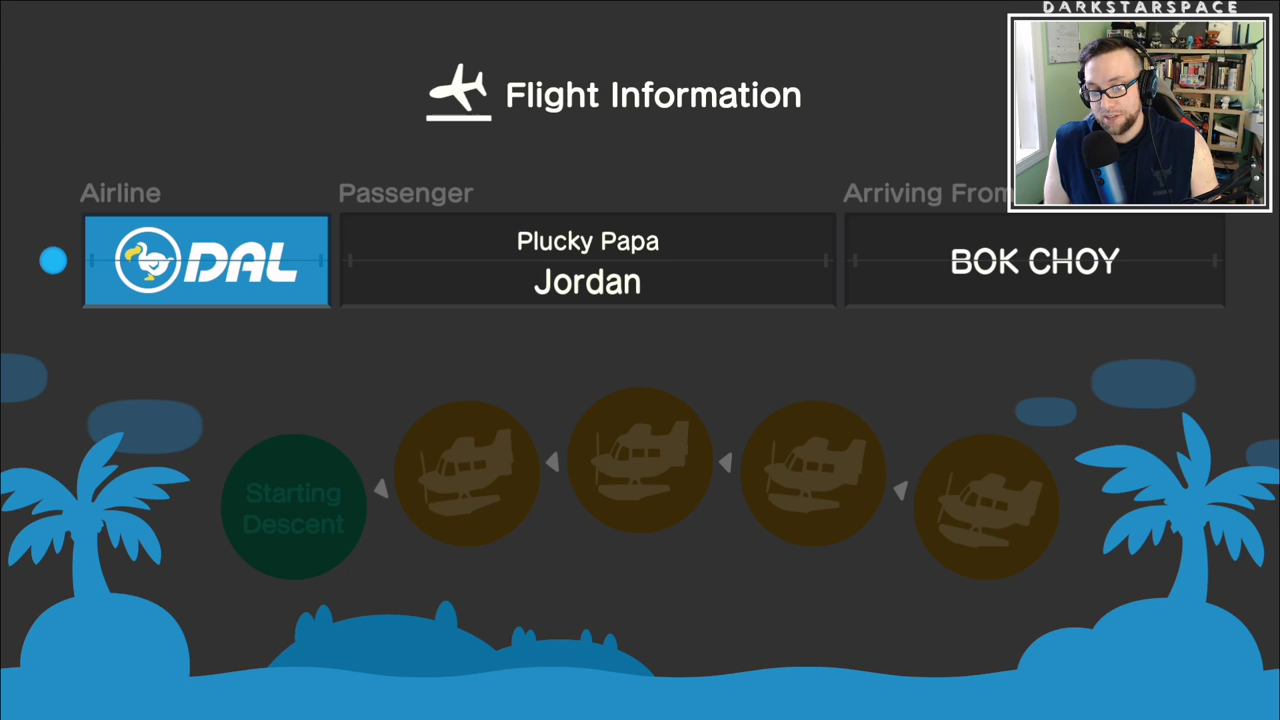 DARKSTARSPACE
Flight Information
Airline
Passenger
Arriving From
DAL
Plucky Papa
Jordan
BOK CHOY
Starting
Descent